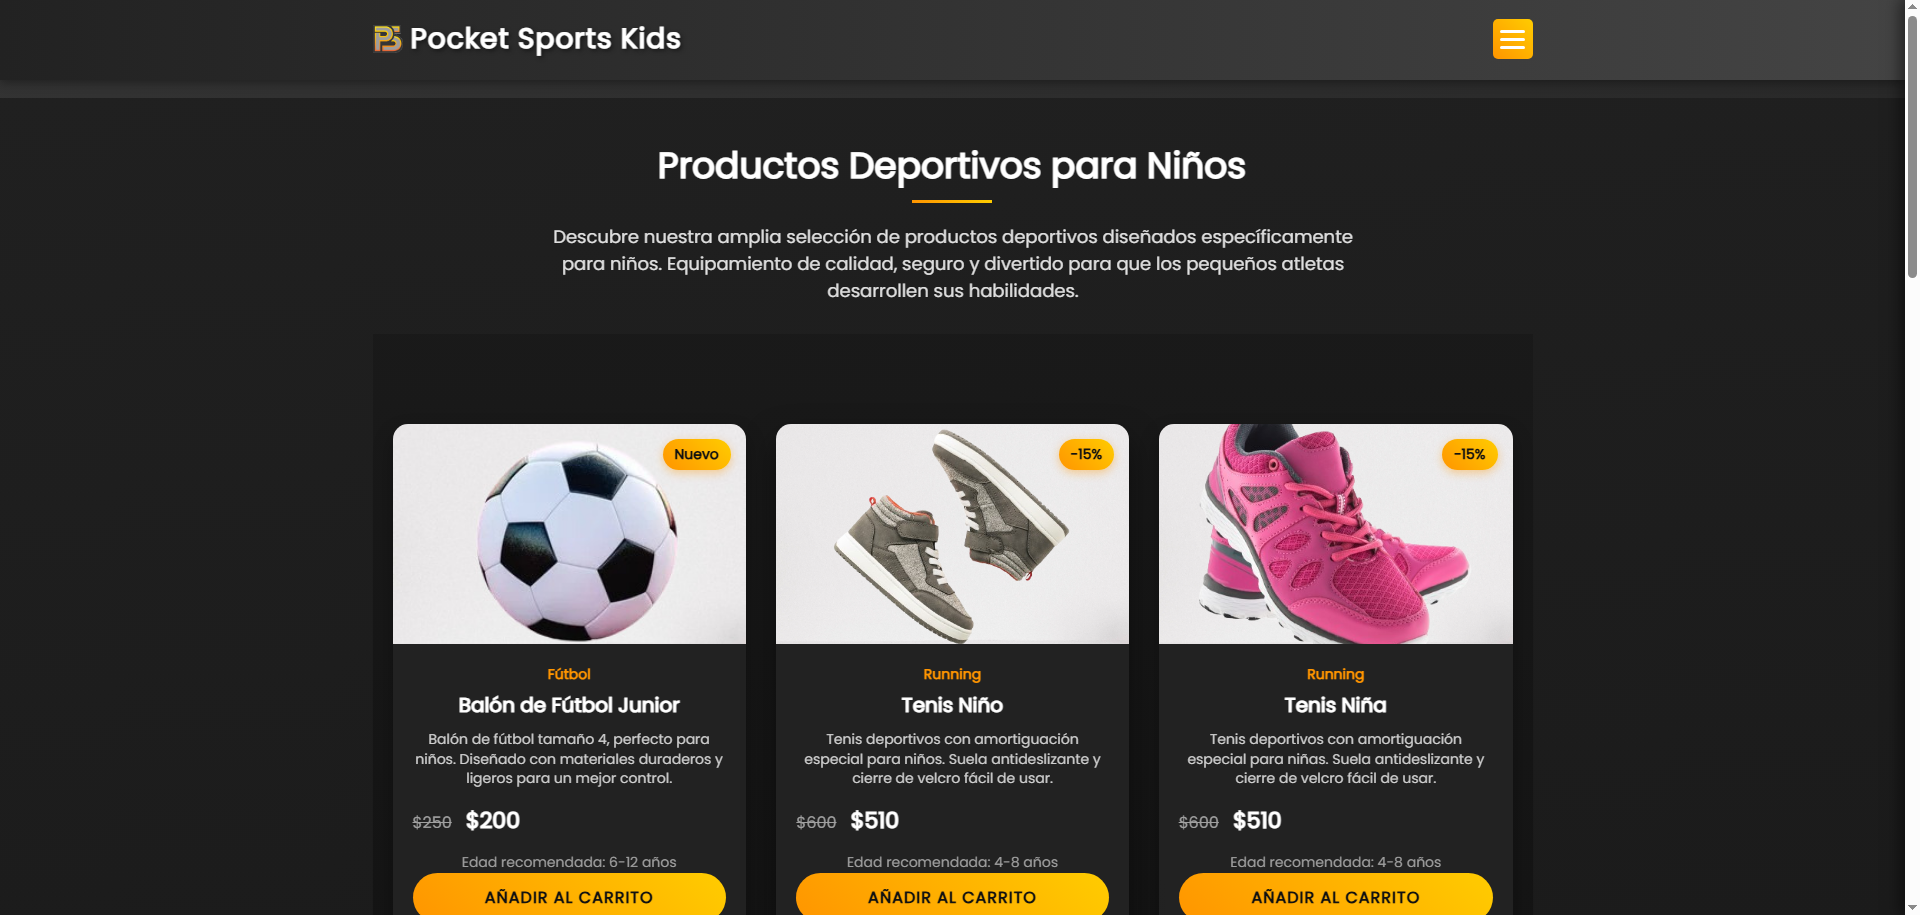 Pocket Sports Kids
Productos Deportivos para Niños
Descubre nuestra amplia selección de productos deportivos diseñados específicamente
para niños. Equipamiento de calidad, seguro y divertido para que los pequeños atletas
desarrollen sus habilidades.
Nuevo
Fútbol
Balón de Fútbol Junior
Balón de fútbol tamaño 4, perfecto para
niños. Diseñado con materiales duraderos y
ligeros para un mejor control.
$250 $200
Edad recomendada: 6-12 años
AÑADIR AL CARRITO
-15%
Running
Tenis Niño
Tenis deportivos con amortiguación
especial para niños. Suela antideslizante y
cierre de velcro fácil de usar.
$600 $510
Edad recomendada: 4-8 años
AÑADIR AL CARRITO
-15%
Running
Tenis Niña
Tenis deportivos con amortiguación
especial para niñas. Suela antideslizante y
cierre de velcro fácil de usar.
$600 $510
Edad recomendada: 4-8 años
AÑADIR AL CARRITO